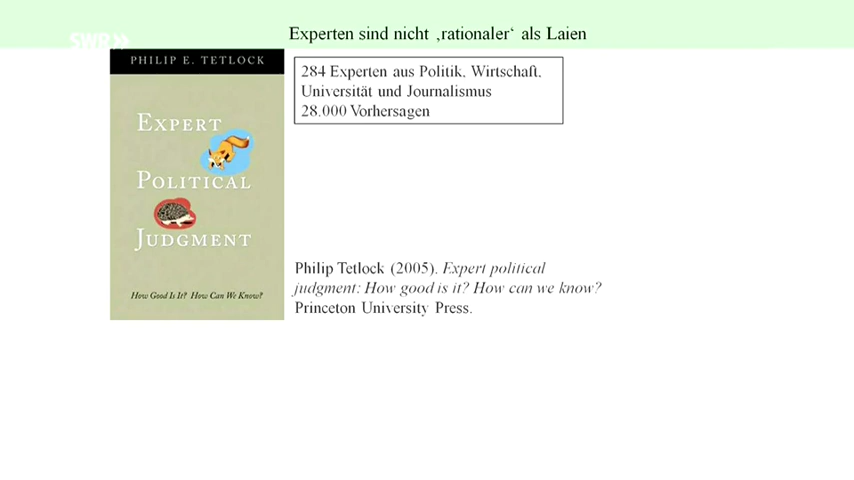 Experten sind nicht ‚rationaler‘ als Laien
SWR
PHILIP E. TETLOCK
EXPERT
POLITICAL
JUDGMENT
How Good Is It? How Can We Know?
284 Experten aus Politik, Wirtschaft,
Universität und Journalismus
28.000 Vorhersagen
Philip Tetlock (2005). Expert political
judgment: How good is it? How can we know?
Princeton University Press.